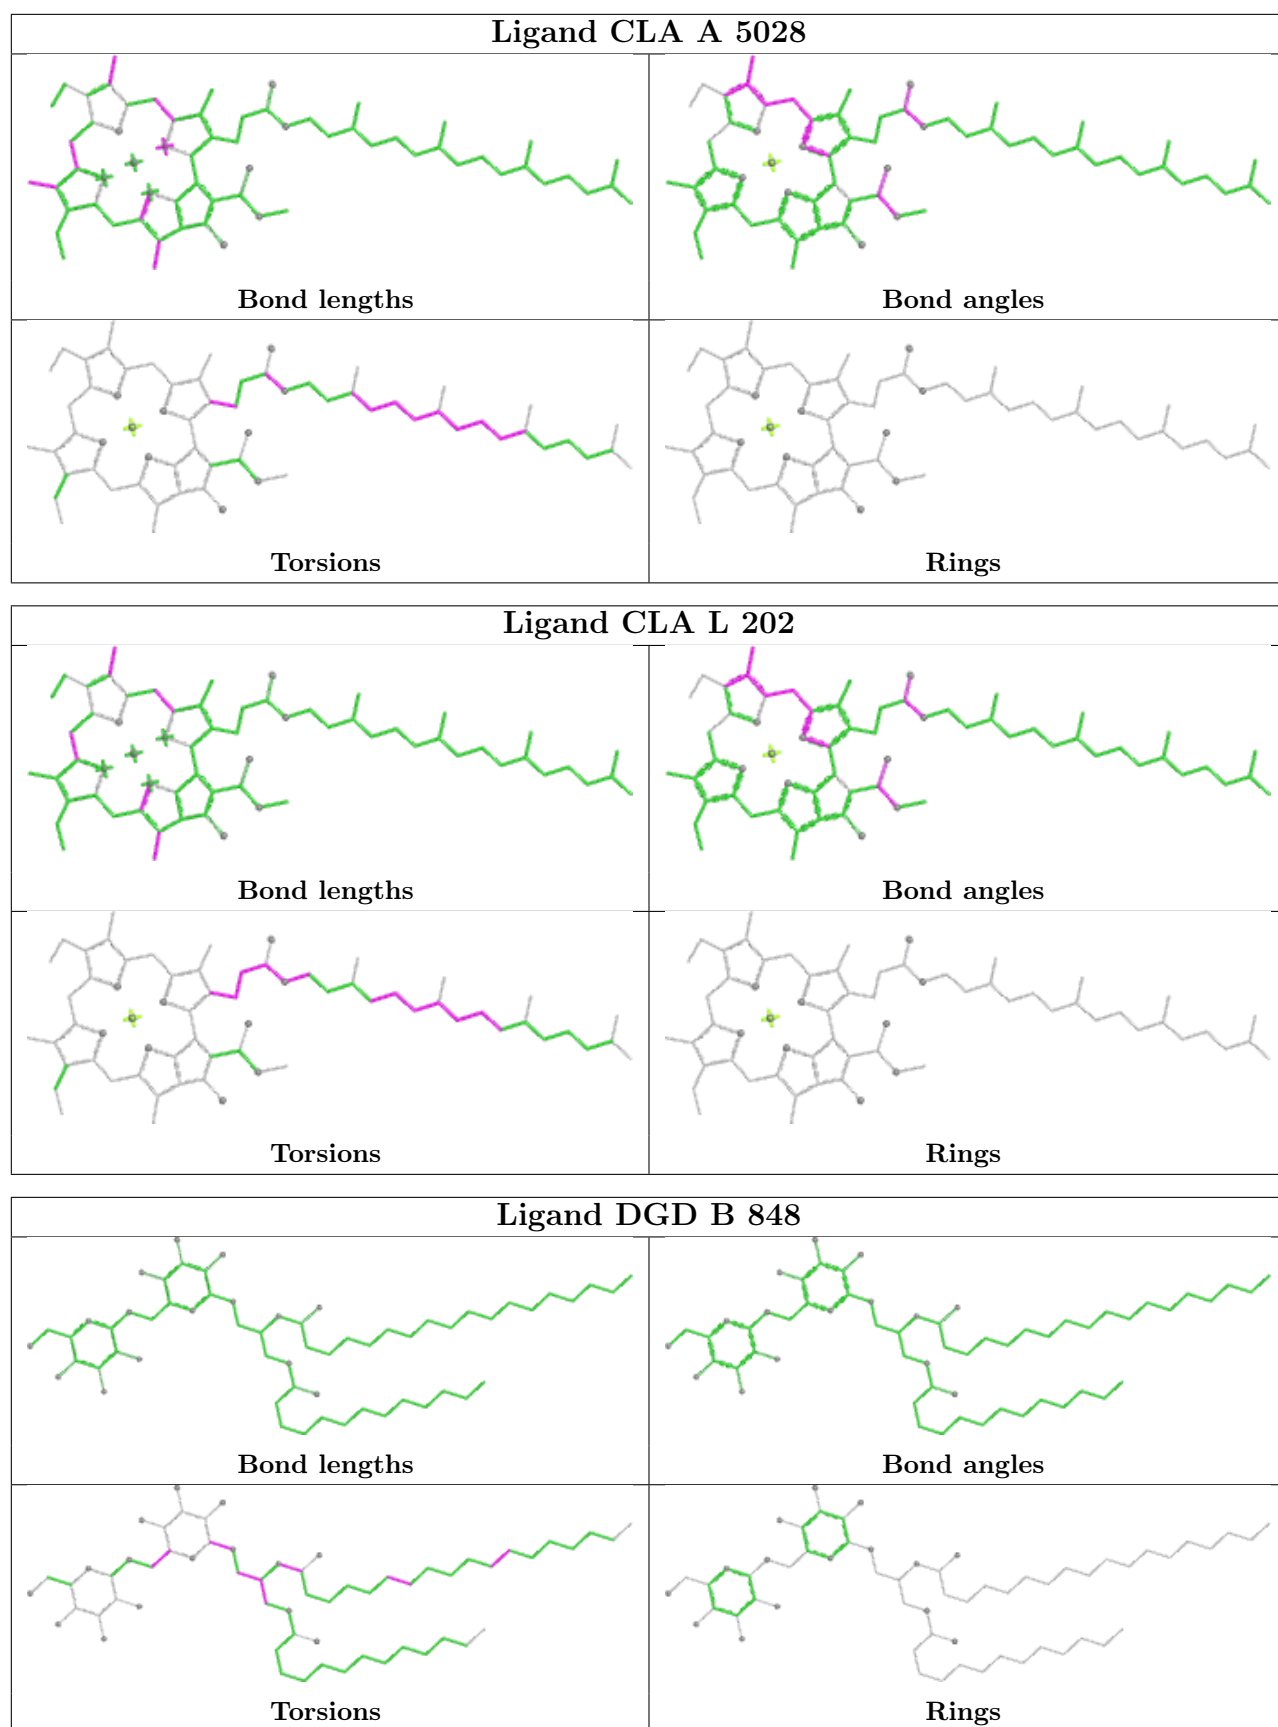 Ligand CLA A 5028
Bond lengths
Bond angles
Torsions
Rings
Ligand CLA L 202
Bond lengths
Bond angles
Torsions
Rings
Ligand DGD B 848
Bond lengths
Bond angles
Torsions
Rings